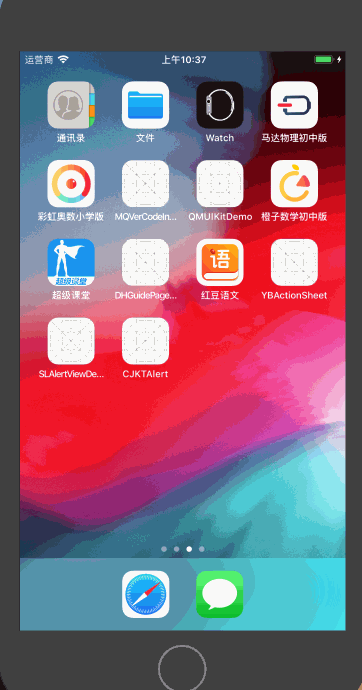 运营商 上午10:37
通讯录 文件 Watch 马达物理初中版
彩虹奥数小学版 MQVerCodeIn... QMUIKitDemo 橙子数学初中版
超级课堂
语
超级课堂 DHGuidePage... 红豆语文 YBActionSheet
SLAlertViewDe... CJKTAlert